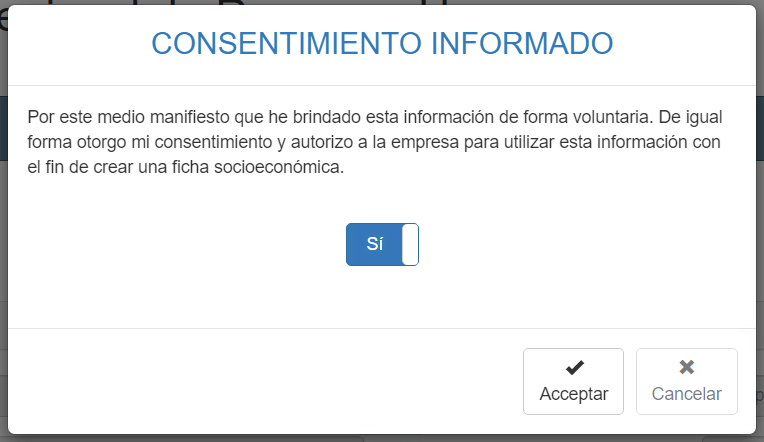 CONSENTIMIENTO INFORMADO
Por este medio manifiesto que he brindado esta información de forma voluntaria. De igual
forma otorgo mi consentimiento y autorizo a la empresa para utilizar esta información con
el fin de crear una ficha socioeconómica.
Sí
Acceptar Cancelar